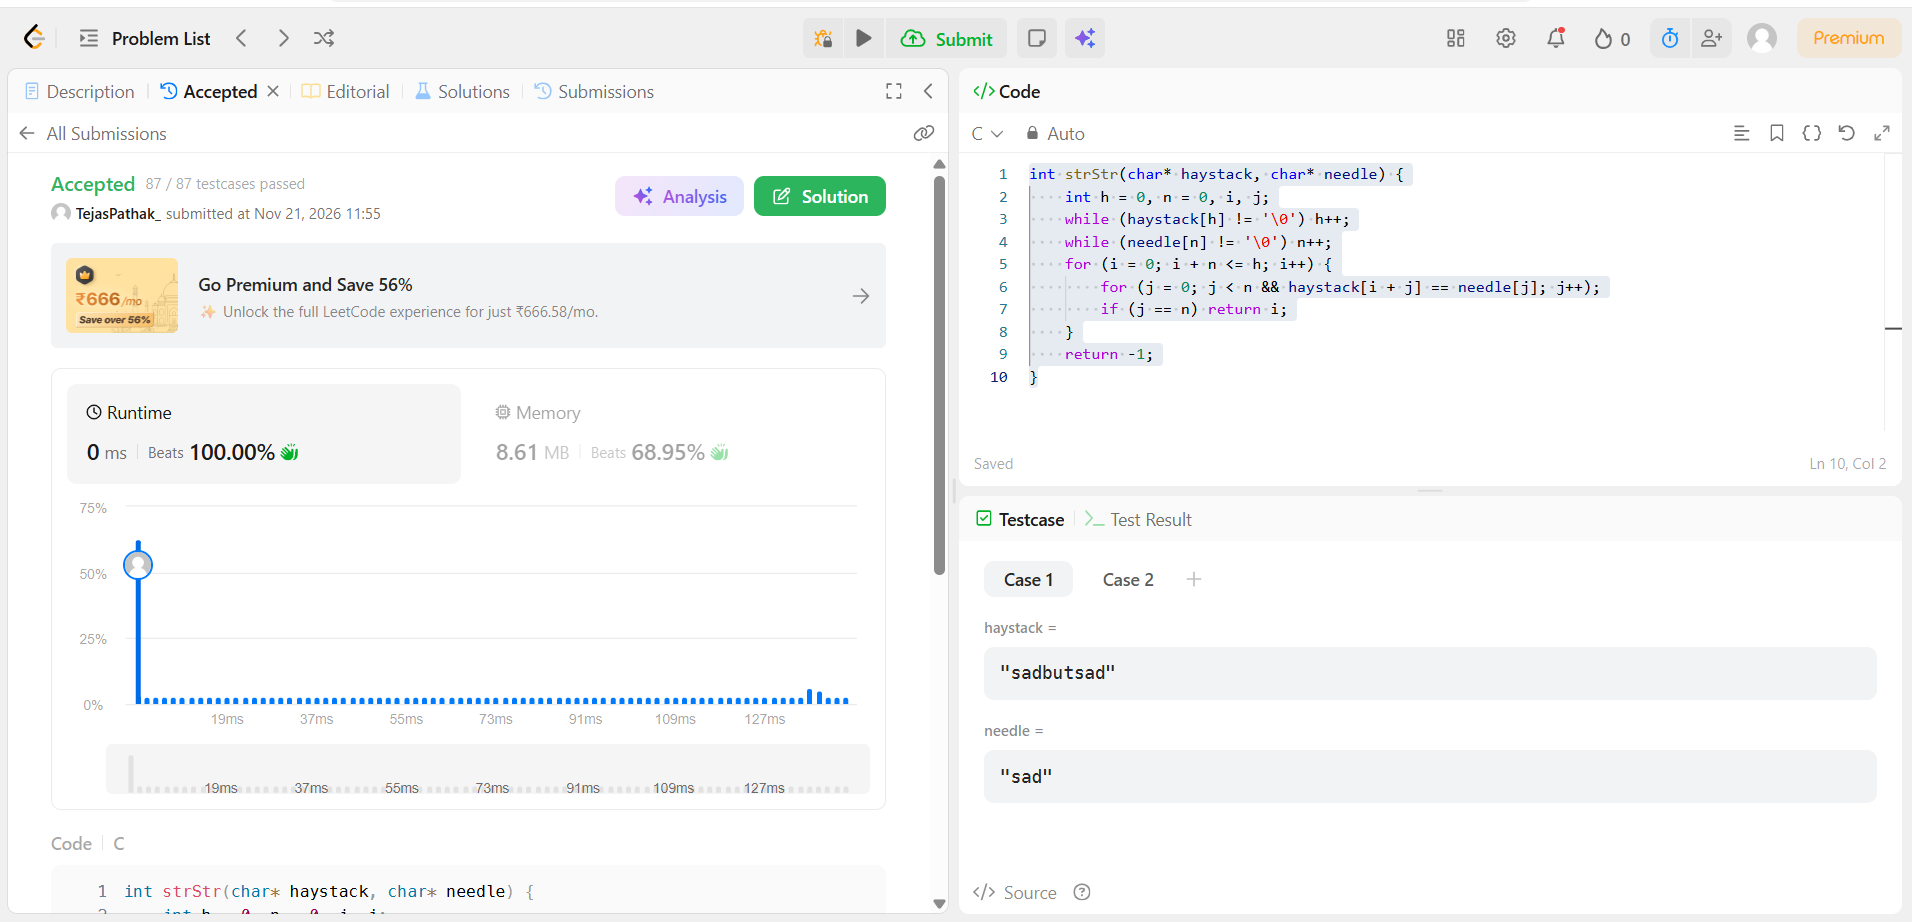 Problem List
Submit
0
Premium
Description
Accepted
Editorial
Solutions
Submissions
All Submissions
Accepted 87 / 87 testcases passed
TejasPathak_ submitted at Nov 21, 2026 11:55
Analysis
Solution
₹666/mo
Save over 56%
Go Premium and Save 56%
✨ Unlock the full LeetCode experience for just ₹666.58/mo.
Runtime
0 ms Beats 100.00%
Memory
8.61 MB Beats 68.95%
75%
50%
25%
0%
19ms 37ms 55ms 73ms 91ms 109ms 127ms
19ms 37ms 55ms 73ms 91ms 109ms 127ms
Code C
1 int strStr(char* haystack, char* needle) {
</> Code
C Auto
1 int strStr(char* haystack, char* needle) {
2 int h = 0, n = 0, i, j;
3 while (haystack[h] != '\0') h++;
4 while (needle[n] != '\0') n++;
5 for (i = 0; i + n <= h; i++) {
6 for (j = 0; j < n && haystack[i + j] == needle[j]; j++);
7 if (j == n) return i;
8 }
9 return -1;
10 }
Saved
Ln 10, Col 2
Testcase
>_ Test Result
Case 1
Case 2
+
haystack =
"sadbutsad"
needle =
"sad"
</> Source ?